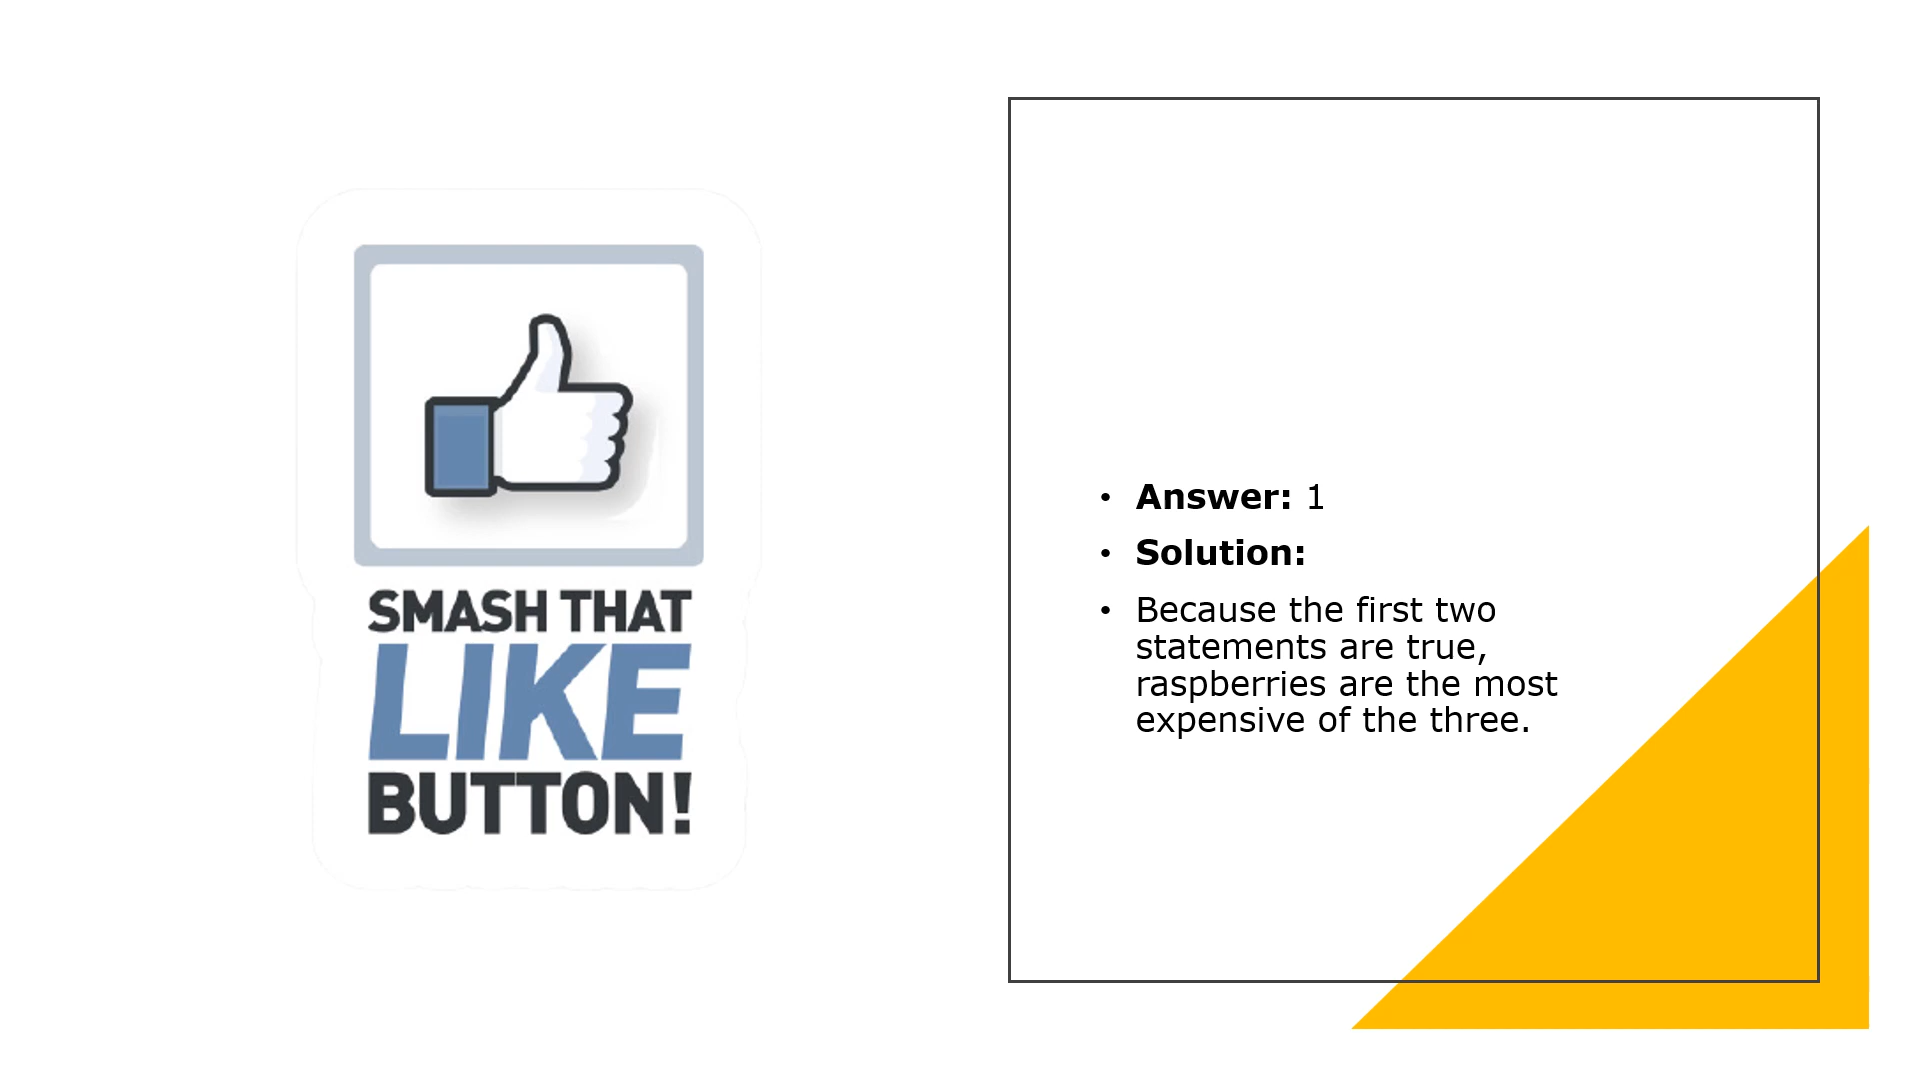 SMASH THAT
LIKE
BUTTON!
• Answer: 1
• Solution:
• Because the first two
statements are true,
raspberries are the most
expensive of the three.